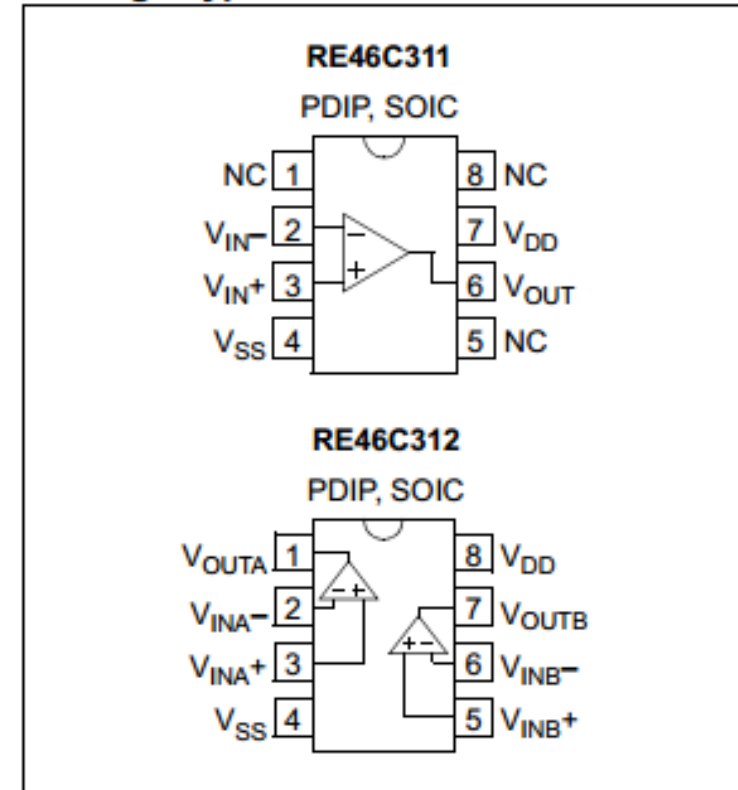 RE46C311
PDIP, SOIC
NC 1 8 NC
VIN– 2 7 VDD
VIN+ 3 6 VOUT
VSS 4 5 NC
– +
RE46C312
PDIP, SOIC
VOUTA 1 8 VDD
VINA– 2 7 VOUTB
VINA+ 3 6 VINB–
VSS 4 5 VINB+
– +
+ –